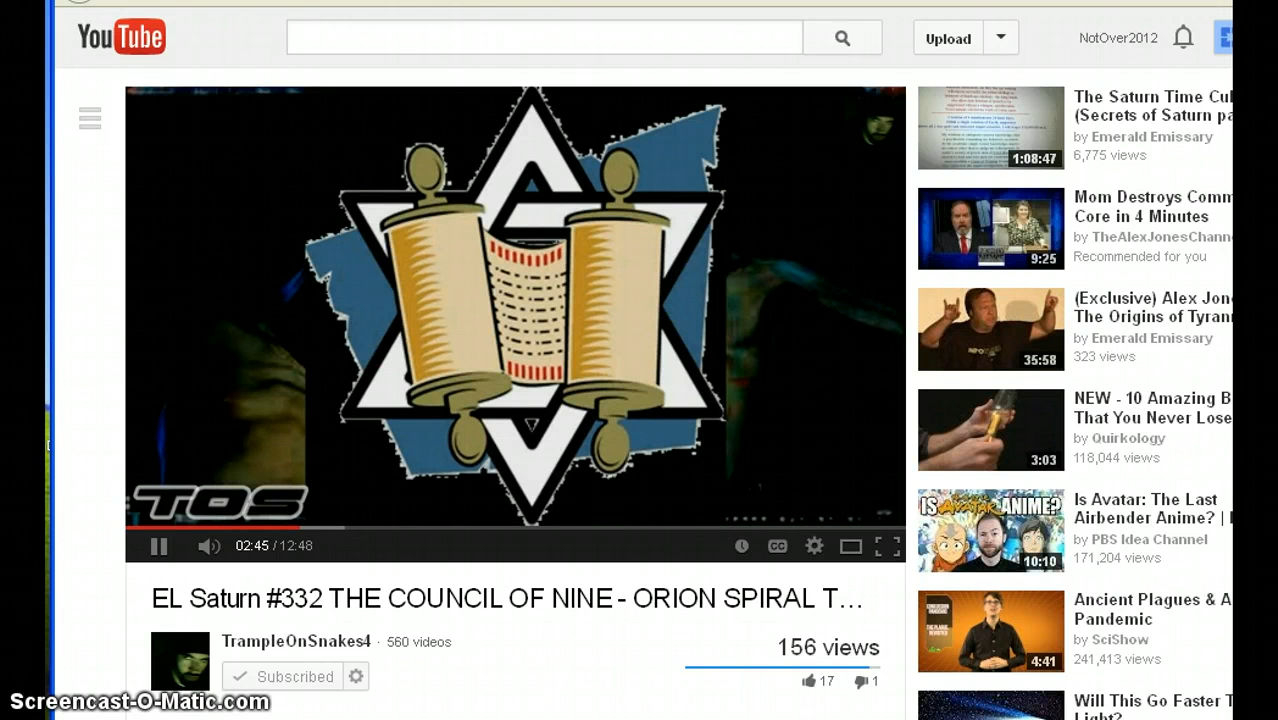 YouTube
Upload
NotOver2012
The Saturn Time Cu
(Secrets of Saturn pa
by Emerald Emissary
6,775 views
1:08:47
Mom Destroys Comm
Core in 4 Minutes
by TheAlexJonesChann
Recommended for you
9:25
(Exclusive) Alex Jon
The Origins of Tyran
by Emerald Emissary
323 views
35:58
NEW - 10 Amazing B
That You Never Lose
by Quirkology
118,044 views
3:03
IS AVATAR ANIME?
Is Avatar: The Last
Airbender Anime? |
by PBS Idea Channel
171,204 views
10:10
Ancient Plagues & A
Pandemic
by SciShow
241,413 views
4:41
Will This Go Faster T
Light?
TOS
02:45 / 12:48
CC
EL Saturn #332 THE COUNCIL OF NINE - ORION SPIRAL T...
TrampleOnSnakes4 · 560 videos
Subscribed
156 views
17
1
Screencast-O-Matic.com